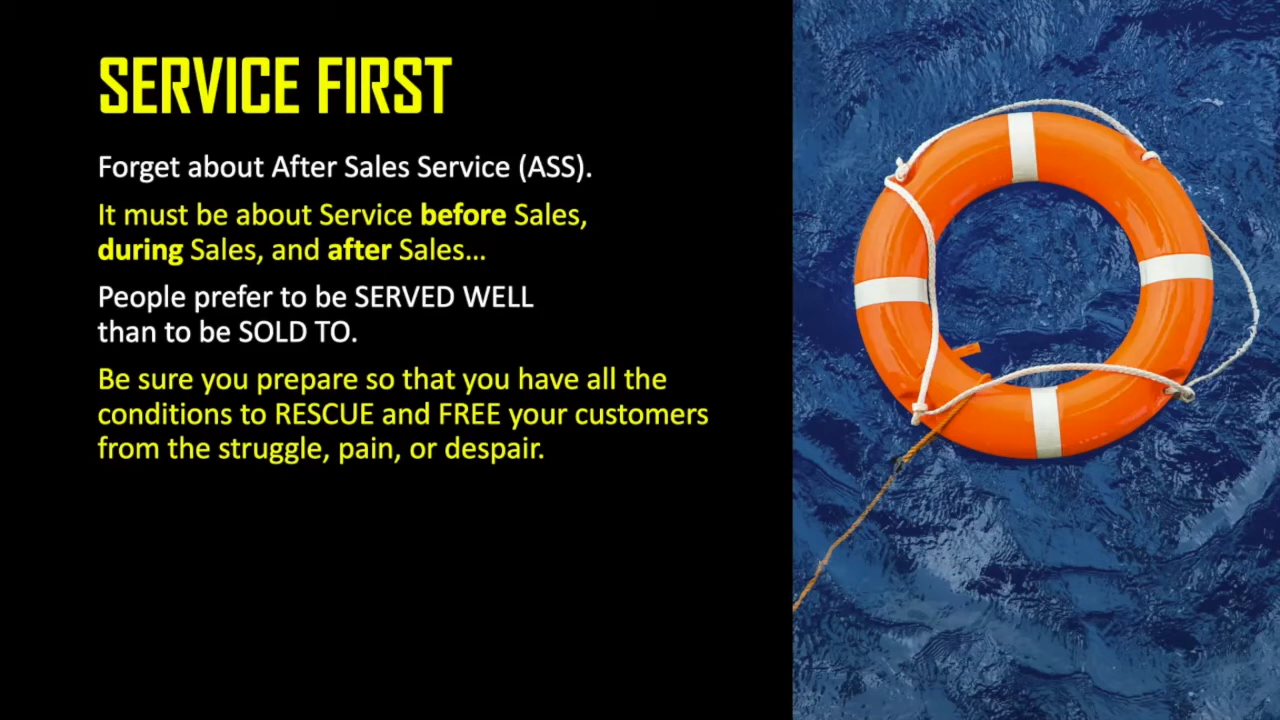 SERVICE FIRST
Forget about After Sales Service (ASS).
It must be about Service before Sales,
during Sales, and after Sales...
People prefer to be SERVED WELL
than to be SOLD TO.
Be sure you prepare so that you have all the
conditions to RESCUE and FREE your customers
from the struggle, pain, or despair.